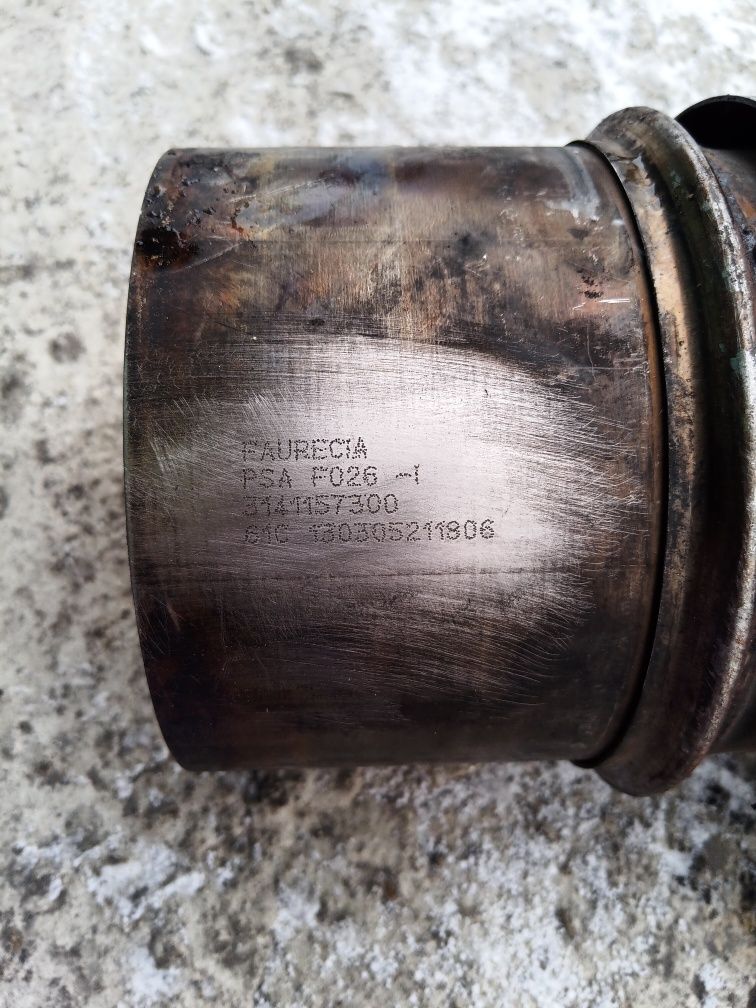 FAURECIA
PSA F026 -1
3141157300
61C 130305211806